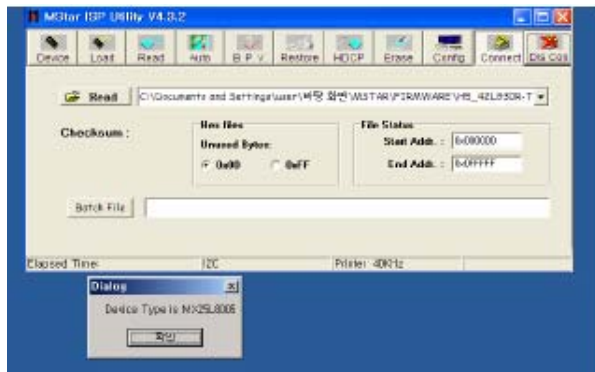 MStar ISP Utility V4.3.2
Device Load Read Auto B P V Restore HDCP Erase Config Connect
Read C:\Documents and Settings\user\바탕 화면\MSTAR\FIRMWARE\
Checksum :
Hex files
Unused Bytes:
0x00 0xFF
File Status
Start Addr. : 0x000000
End Addr. : 0x0FFFFF
Batch File
Elapsed Time: I2C Printer 40KHz
Dialog
Device Type is MX25L8005
확인